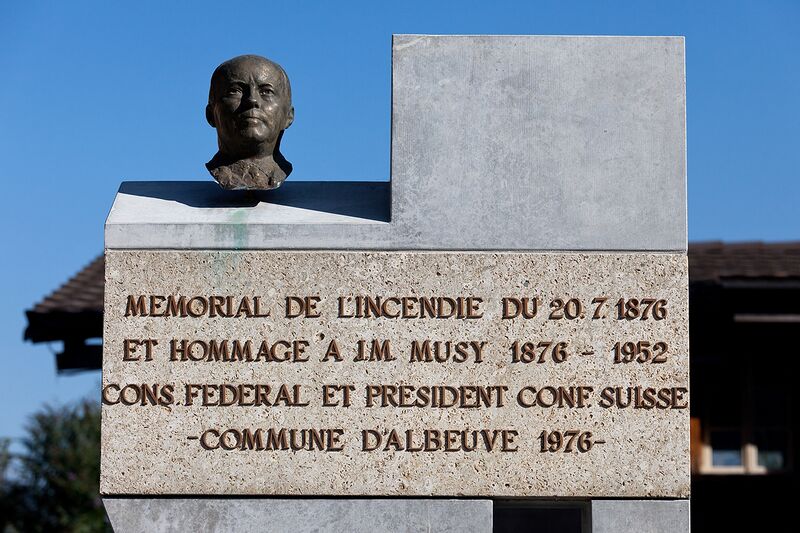 MEMORIAL DE L'INCENDIE DU 20.7.1876
ET HOMMAGE A J.M. MUSY 1876 - 1952
CONS. FEDERAL ET PRESIDENT CONF SUISSE
-COMMUNE D'ALBEUVE 1976-